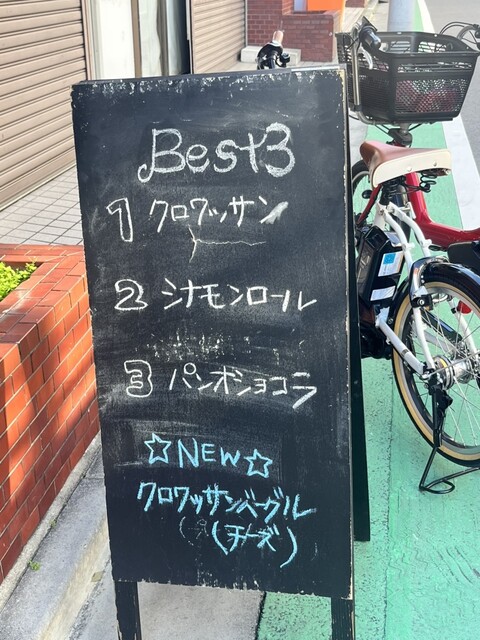 Best3
1 クロワッサン
2 シナモンロール
3 パンオショコラ
☆NEW☆
クロワッサンベーグル
(チーズ)